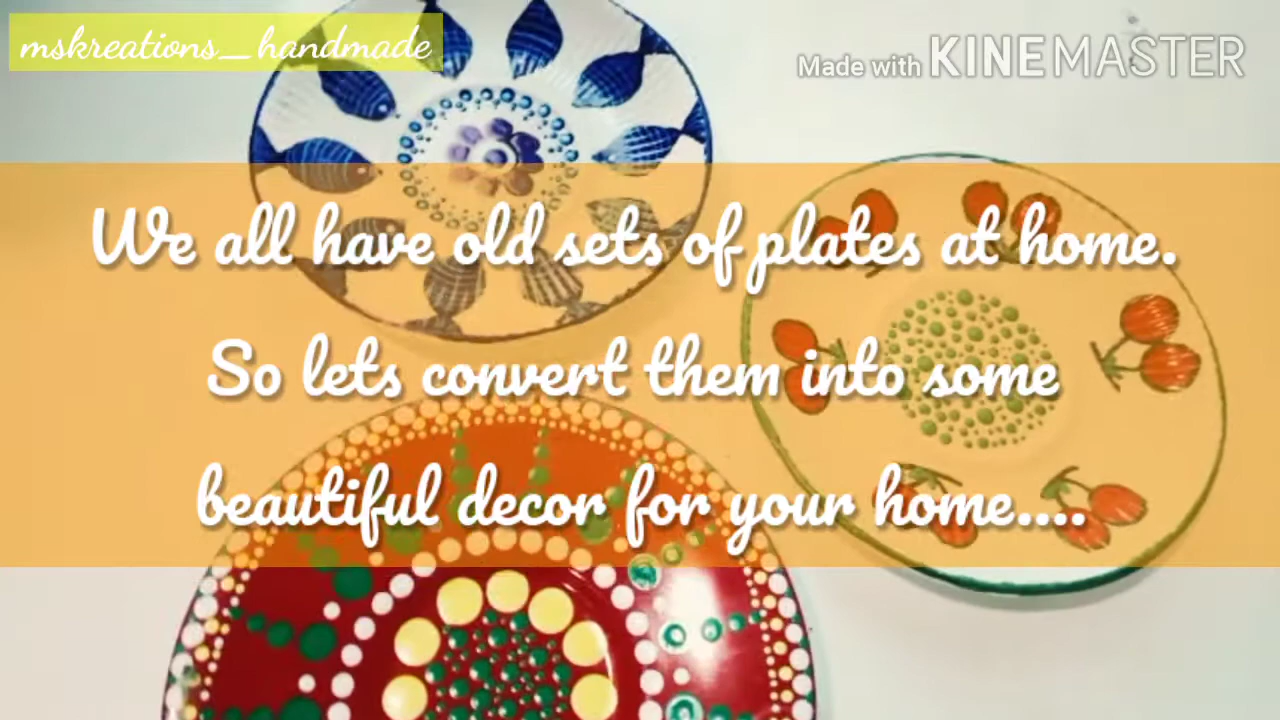 mskreations_handmade
Made with KINEMASTER
We all have old sets of plates at home.
So lets convert them into some
beautiful decor for your home....